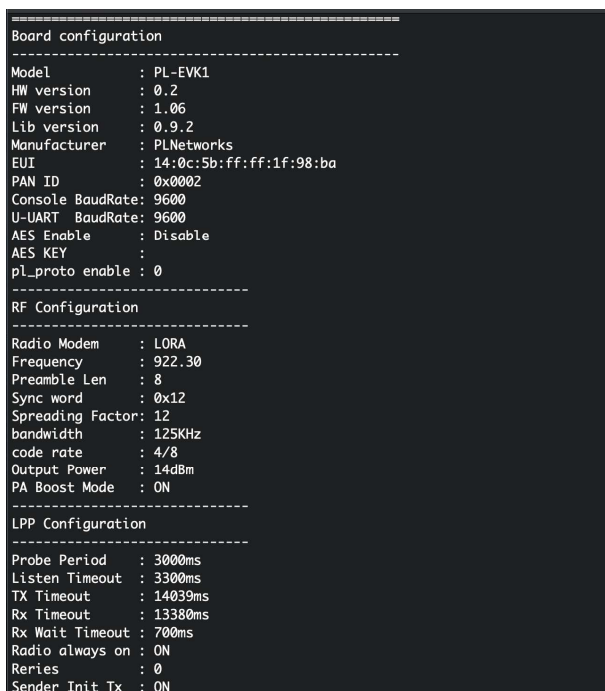 =================================================
Board configuration
-------------------------------------------------
Model           : PL-EVK1
HW version      : 0.2
FW version      : 1.06
Lib version     : 0.9.2
Manufacturer    : PLNetworks
EUI             : 14:0c:5b:ff:ff:1f:98:ba
PAN ID          : 0x0002
Console BaudRate: 9600
U-UART  BaudRate: 9600
AES Enable      : Disable
AES KEY         :
pl_proto enable : 0
------------------------------
RF Configuration
------------------------------
Radio Modem     : LORA
Frequency       : 922.30
Preamble Len    : 8
Sync word       : 0x12
Spreading Factor: 12
bandwidth       : 125KHz
code rate       : 4/8
Output Power    : 14dBm
PA Boost Mode   : ON
------------------------------
LPP Configuration
------------------------------
Probe Period    : 3000ms
Listen Timeout  : 3300ms
TX Timeout      : 14039ms
Rx Timeout      : 13380ms
Rx Wait Timeout : 700ms
Radio always on : ON
Reries          : 0
Sender Init Tx  : ON